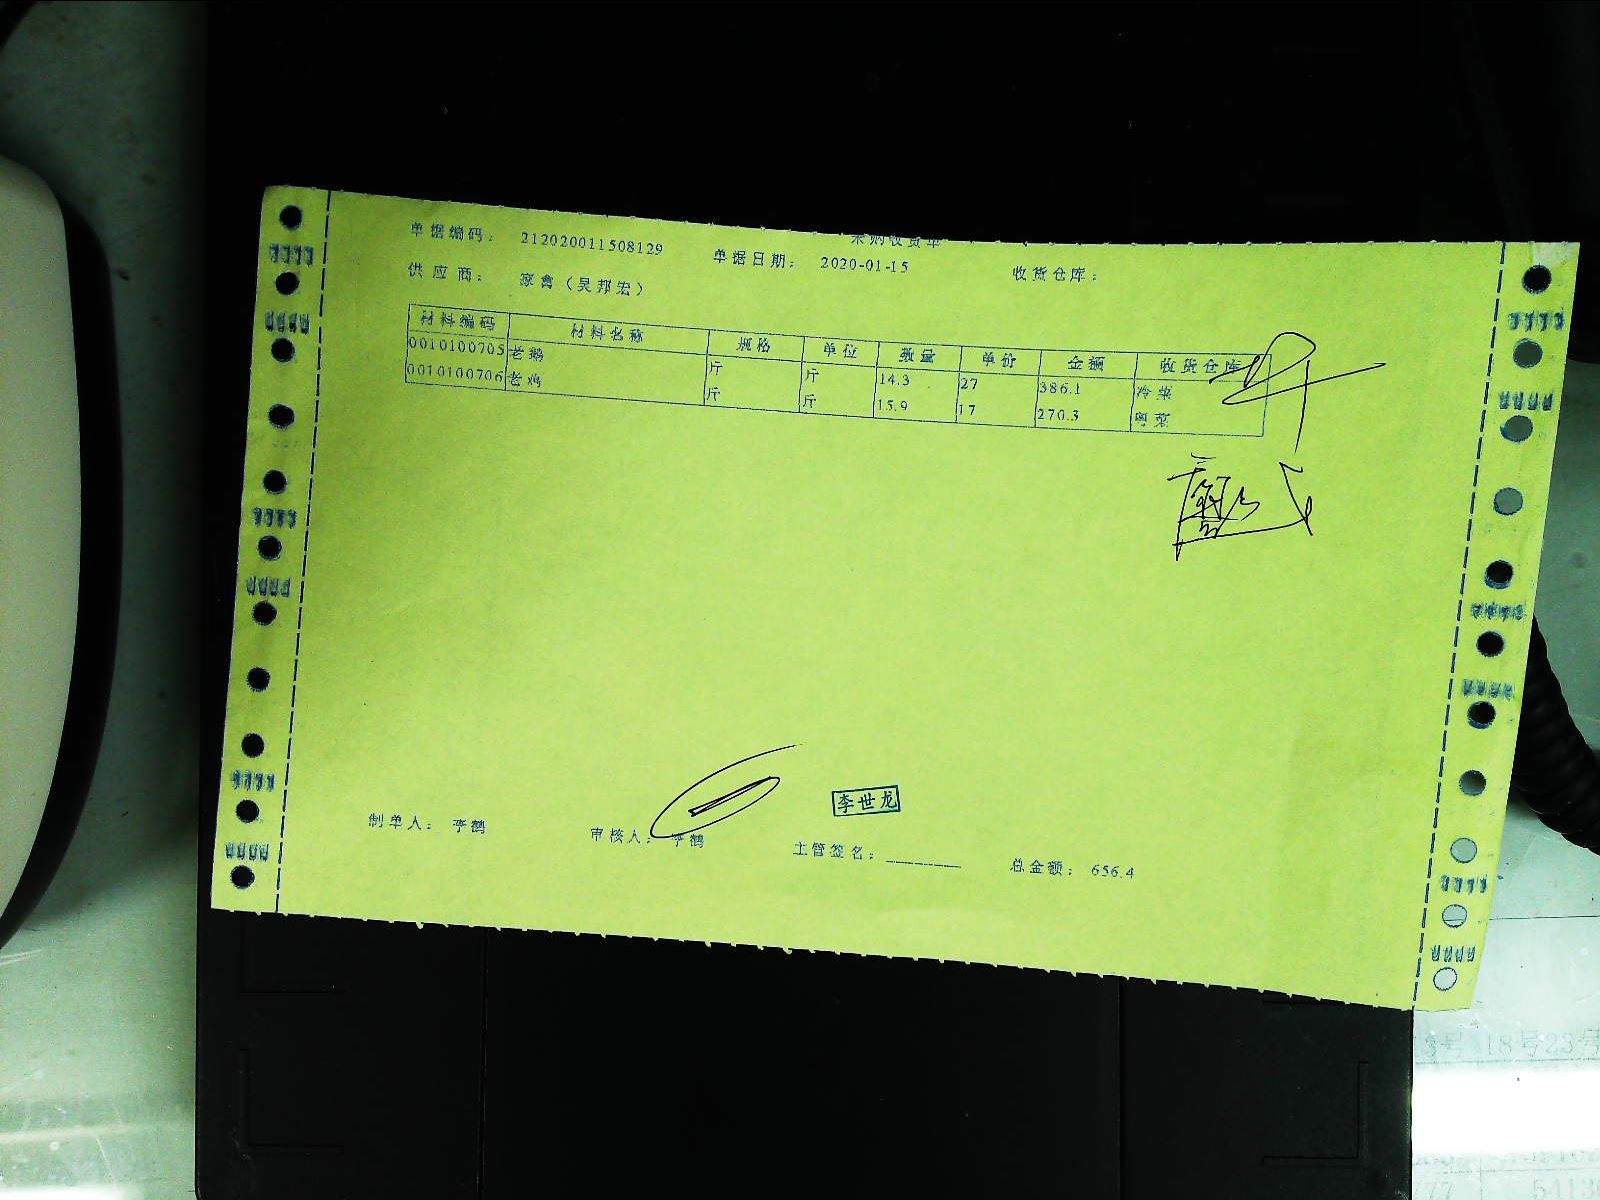 采购收货单
单据编码： 212020011508129 单据日期： 2020-01-15 收货仓库：
供应商： 家禽（吴邦宏）
材料编码 材料名称 规格 单位 数量 单价 金额 收货仓库
0010100705 老鹅 斤 斤 14.3 27 386.1 冷菜
0010100706 老鸡 斤 斤 15.9 17 270.3 粤菜
李世龙
制单人： 李鹤 审核人： 李鹤 主管签名：________ 总金额： 656.4